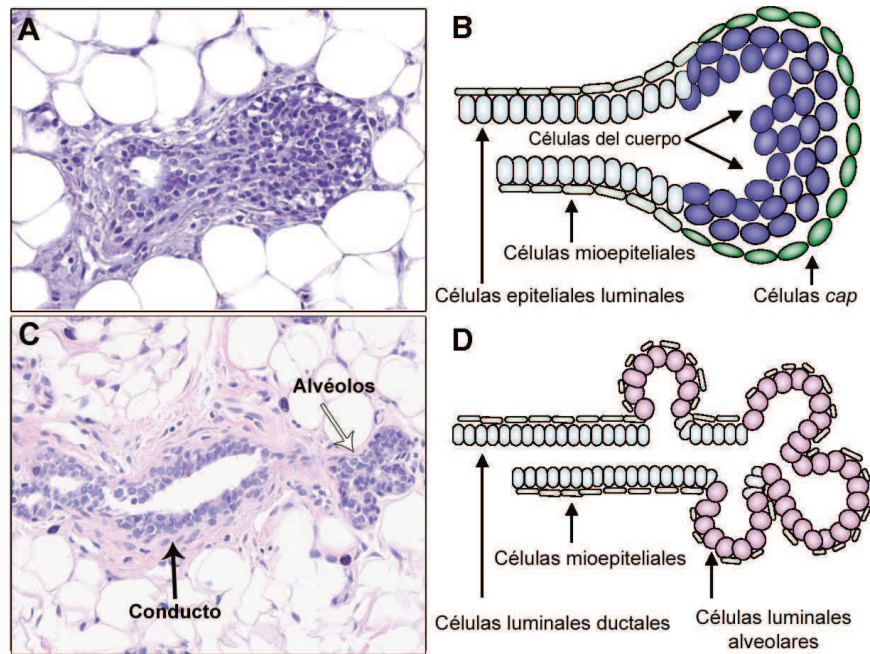 A
B
Células del cuerpo
Células mioepiteliales
Células epiteliales luminales
Células cap
C
Alvéolos
Conducto
D
Células mioepiteliales
Células luminales ductales
Células luminales
alveolares